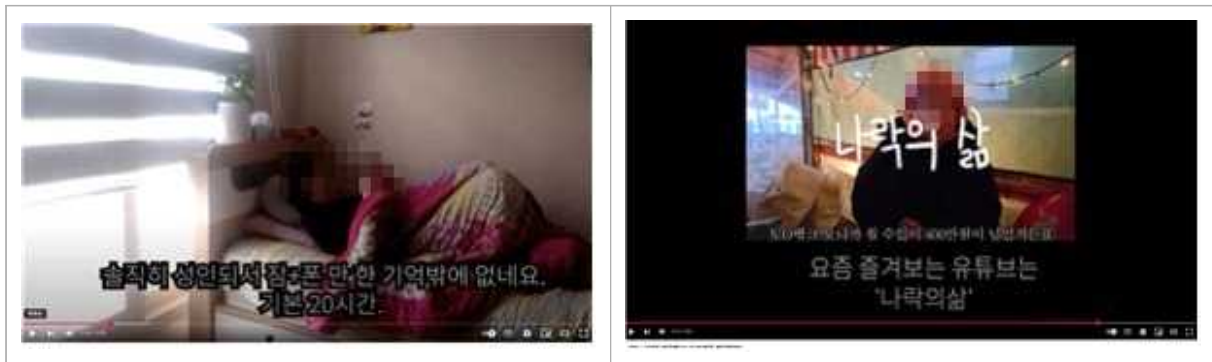 솔직히 성인되서 잠+폰 만 한 기억밖에 없네요.
기본 20시간.
나락의 삶
요즘 즐겨보는 유튜브는
'나락의삶'